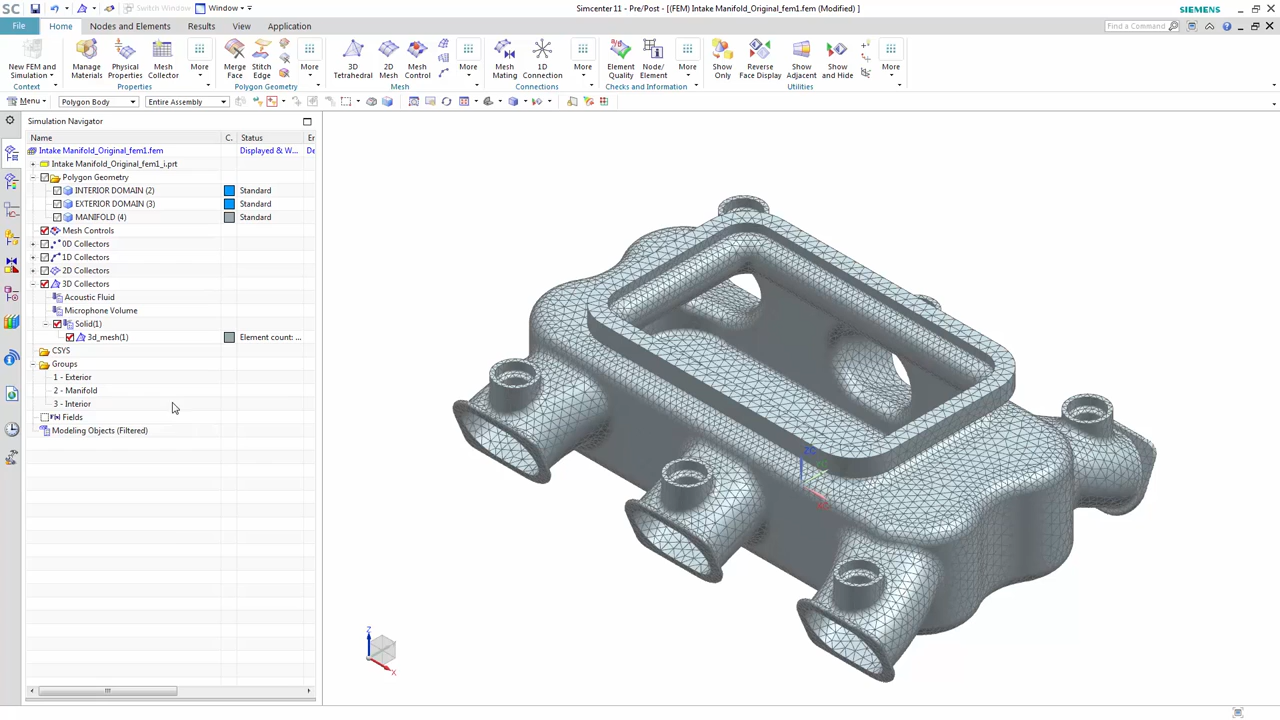 SC Switch Window Window Simcenter 11 - Pre/Post - [(FEM) Intake Manifold_Original_fem1.fem (Modified) ] SIEMENS
File Home Nodes and Elements Results View Application Find a Command
New FEM and Simulation Manage Materials Physical Properties Mesh Collector More Merge Face Stitch Edge More 3D Tetrahedral 2D Mesh Mesh Control More Mesh Mating 1D Connection More Element Quality Node/ Element More Show Only Reverse Face Display Show Adjacent Show and Hide More
Context Properties Polygon Geometry Mesh Connections Checks and Information Utilities
Menu Polygon Body Entire Assembly
Simulation Navigator
Name C. Status Er
Intake Manifold_Original_fem1.fem Displayed & W... De
Intake Manifold_Original_fem1_i.prt
Polygon Geometry
INTERIOR DOMAIN (2) Standard
EXTERIOR DOMAIN (3) Standard
MANIFOLD (4) Standard
Mesh Controls
0D Collectors
1D Collectors
2D Collectors
3D Collectors
Acoustic Fluid
Microphone Volume
Solid(1)
3d_mesh(1) Element count: ...
CSYS
Groups
1 - Exterior
2 - Manifold
3 - Interior
Fields
Modeling Objects (Filtered)
ZC
Z
X